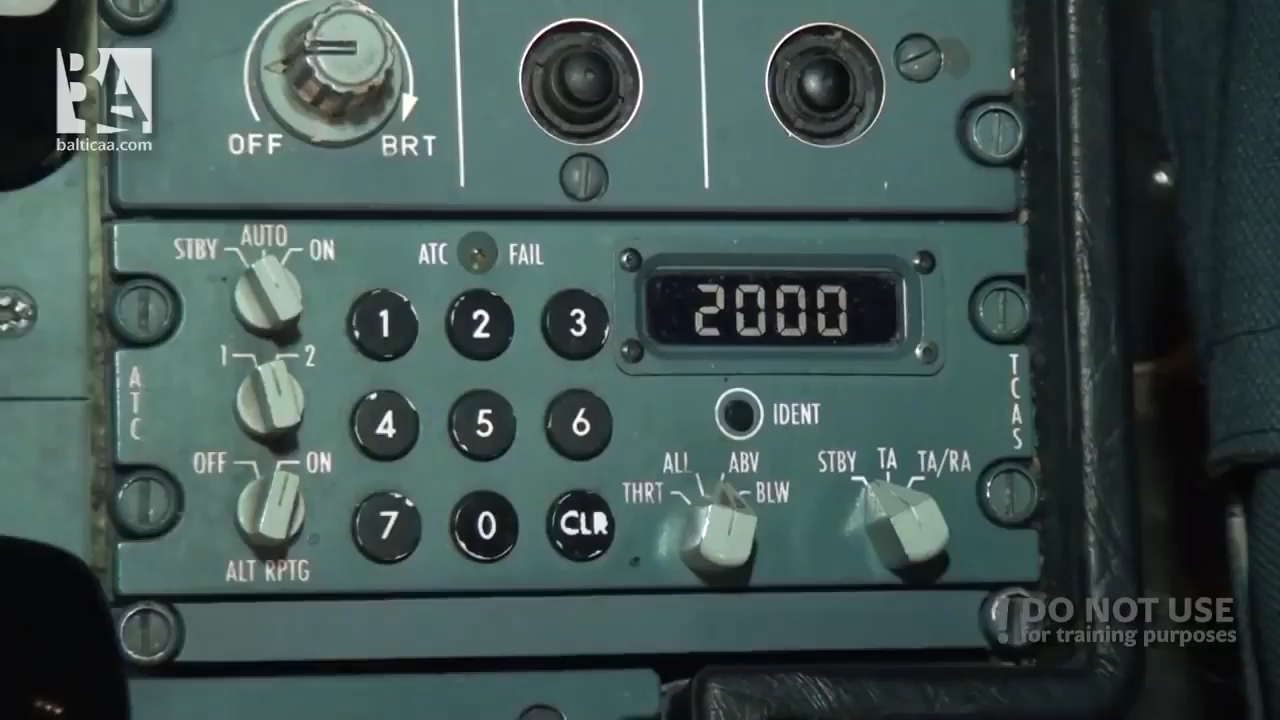 BA
balticaa.com
OFF BRT
STBY AUTO ON
ATC FAIL
1 2 3
2000
1 2
ATC
TCAS
4 5 6
IDENT
OFF ON
ALL ABV
THRT BLW
STBY TA TA/RA
7 0 CLR
ALT RPTG
! DO NOT USE
for training purposes